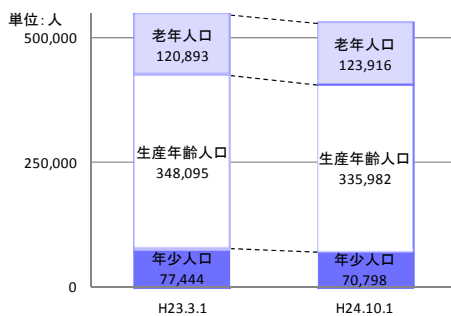 単位:人
500,000
250,000
0
老年人口
120,893
生産年齢人口
348,095
年少人口
77,444
老年人口
123,916
生産年齢人口
335,982
年少人口
70,798
H23.3.1
H24.10.1